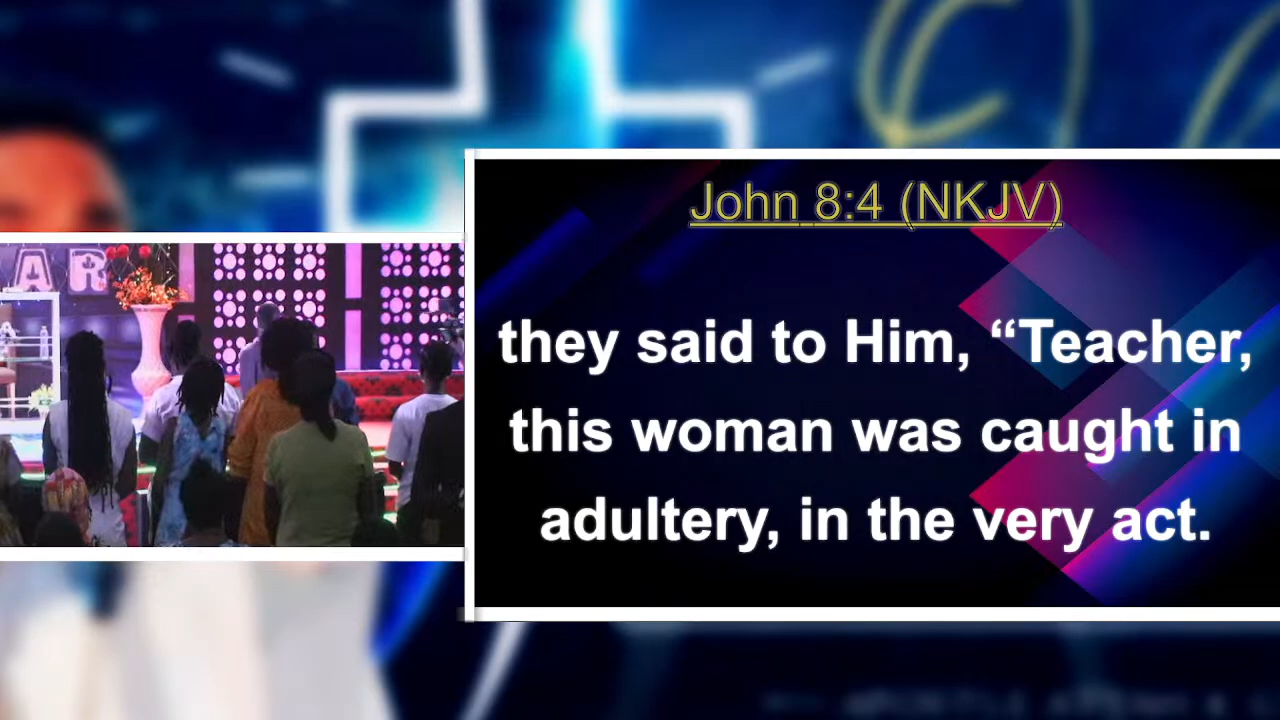 John 8:4 (NKJV)
they said to Him, “Teacher,
this woman was caught in
adultery, in the very act.
AR